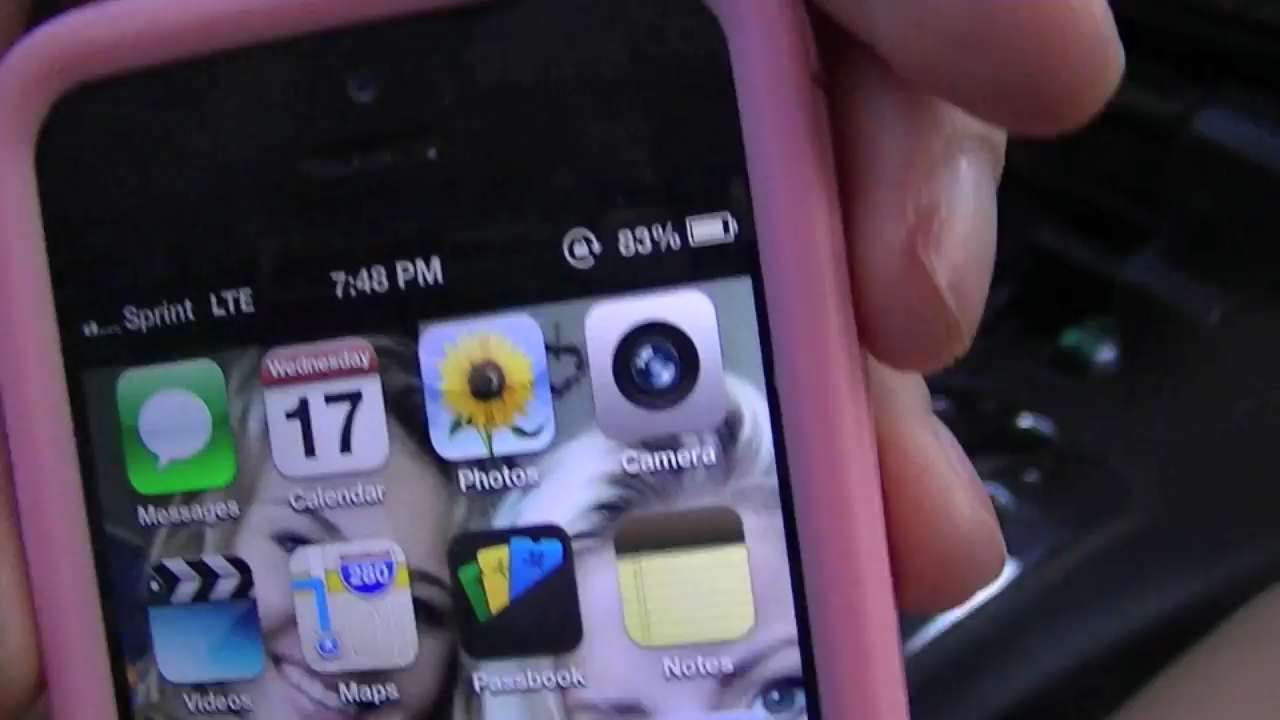 Sprint LTE 7:48 PM 83%
Wednesday
17
Messages Calendar Photos Camera
280
Videos Maps Passbook Notes